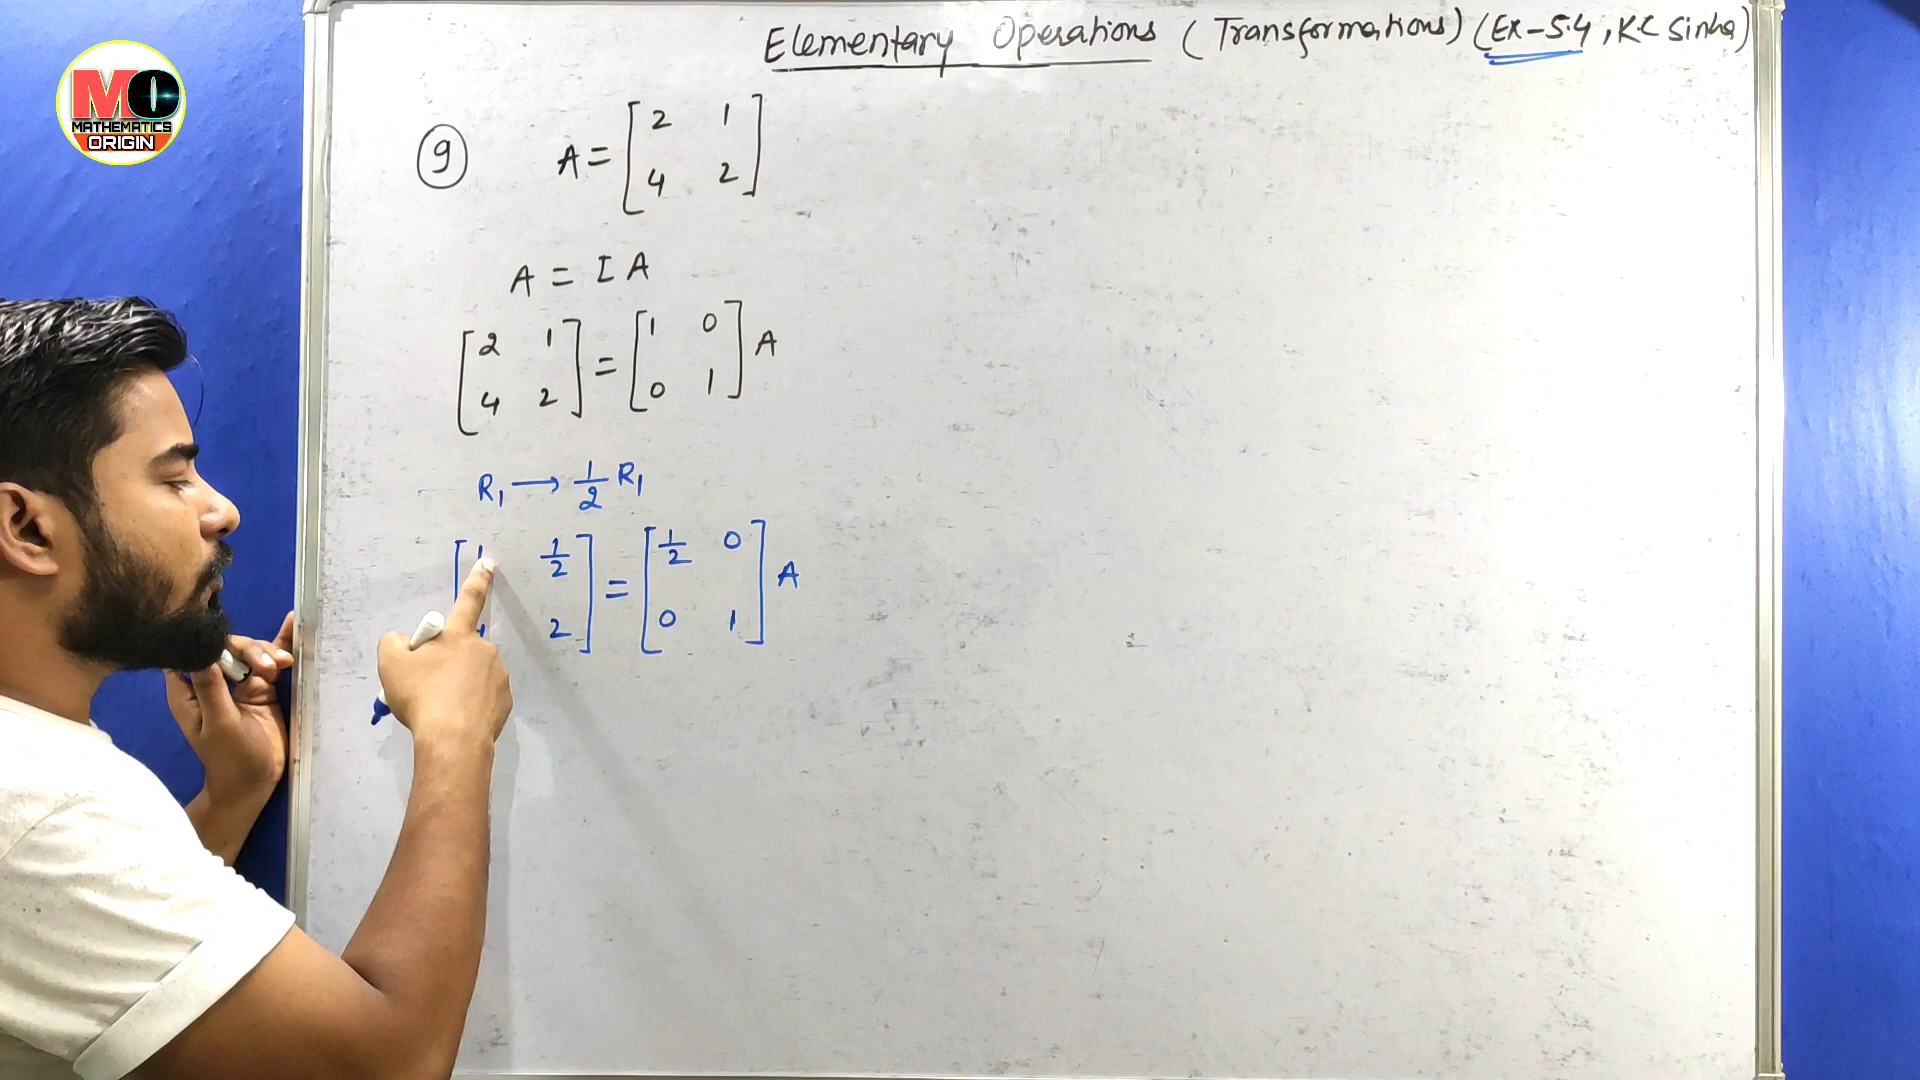 MO
MATHEMATICS
ORIGIN
Elementary Operations (Transformations) (Ex-5.4, K.C Sinha)
9 A = [2 1
4 2]
A = I A
[2 1
4 2] = [1 0
0 1] A
R₁ → 1/2 R₁
[1 1/2
2] = [1/2 0
0 1] A